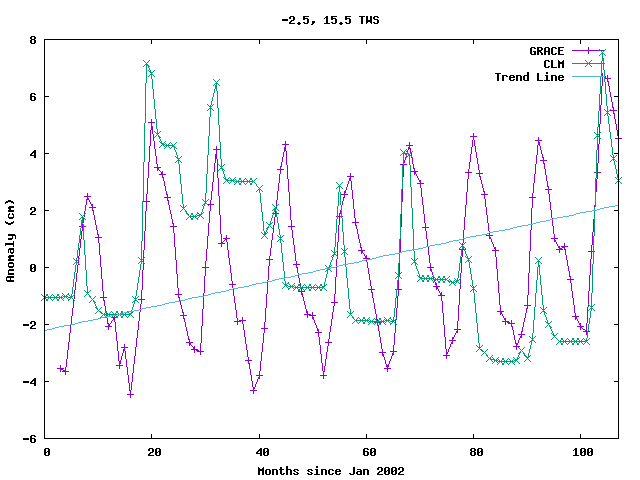 -2.5, 15.5 TWS
GRACE
CLM
Trend Line
8
6
4
2
0
-2
-4
-6
Anomaly (cm)
0 20 40 60 80 100
Months since Jan 2002